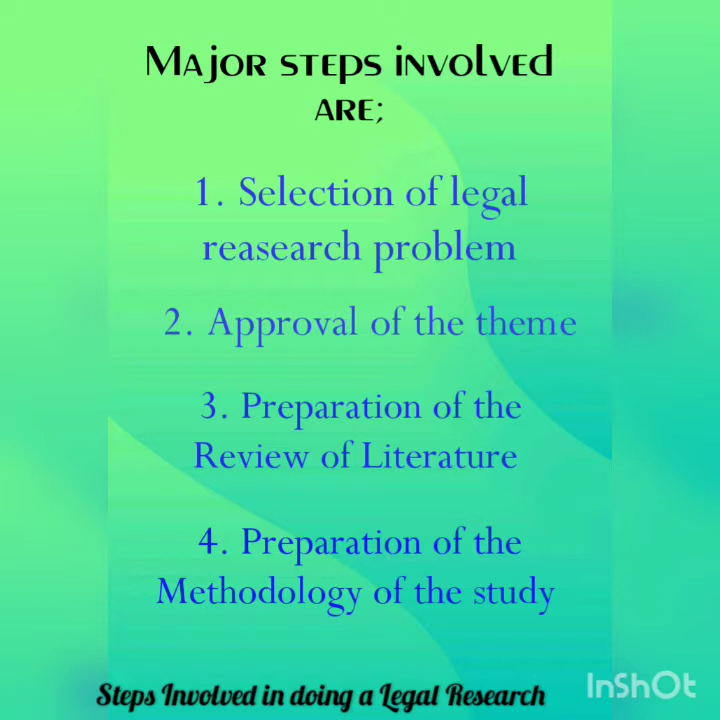 Major steps involved
are;
1. Selection of legal
reasearch problem
2. Approval of the theme
3. Preparation of the
Review of Literature
4. Preparation of the
Methodology of the study
Steps Involved in doing a Legal Research
InShOt